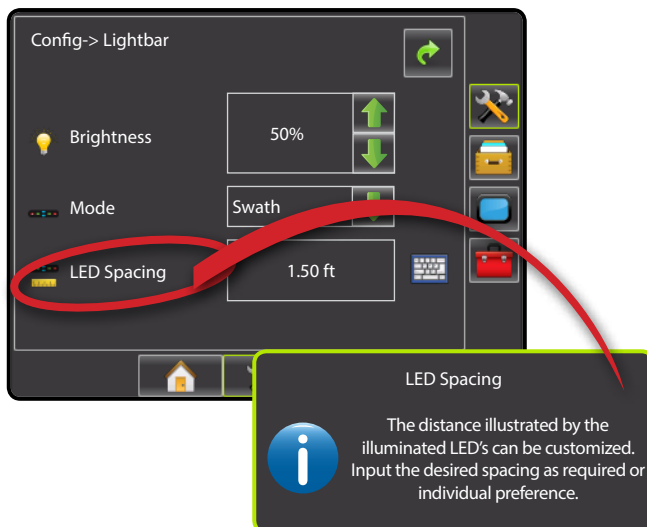 Config-> Lightbar
Brightness
50%
Mode
Swath
LED Spacing
1.50 ft
LED Spacing
The distance illustrated by the
illuminated LED's can be customized.
Input the desired spacing as required or
individual preference.